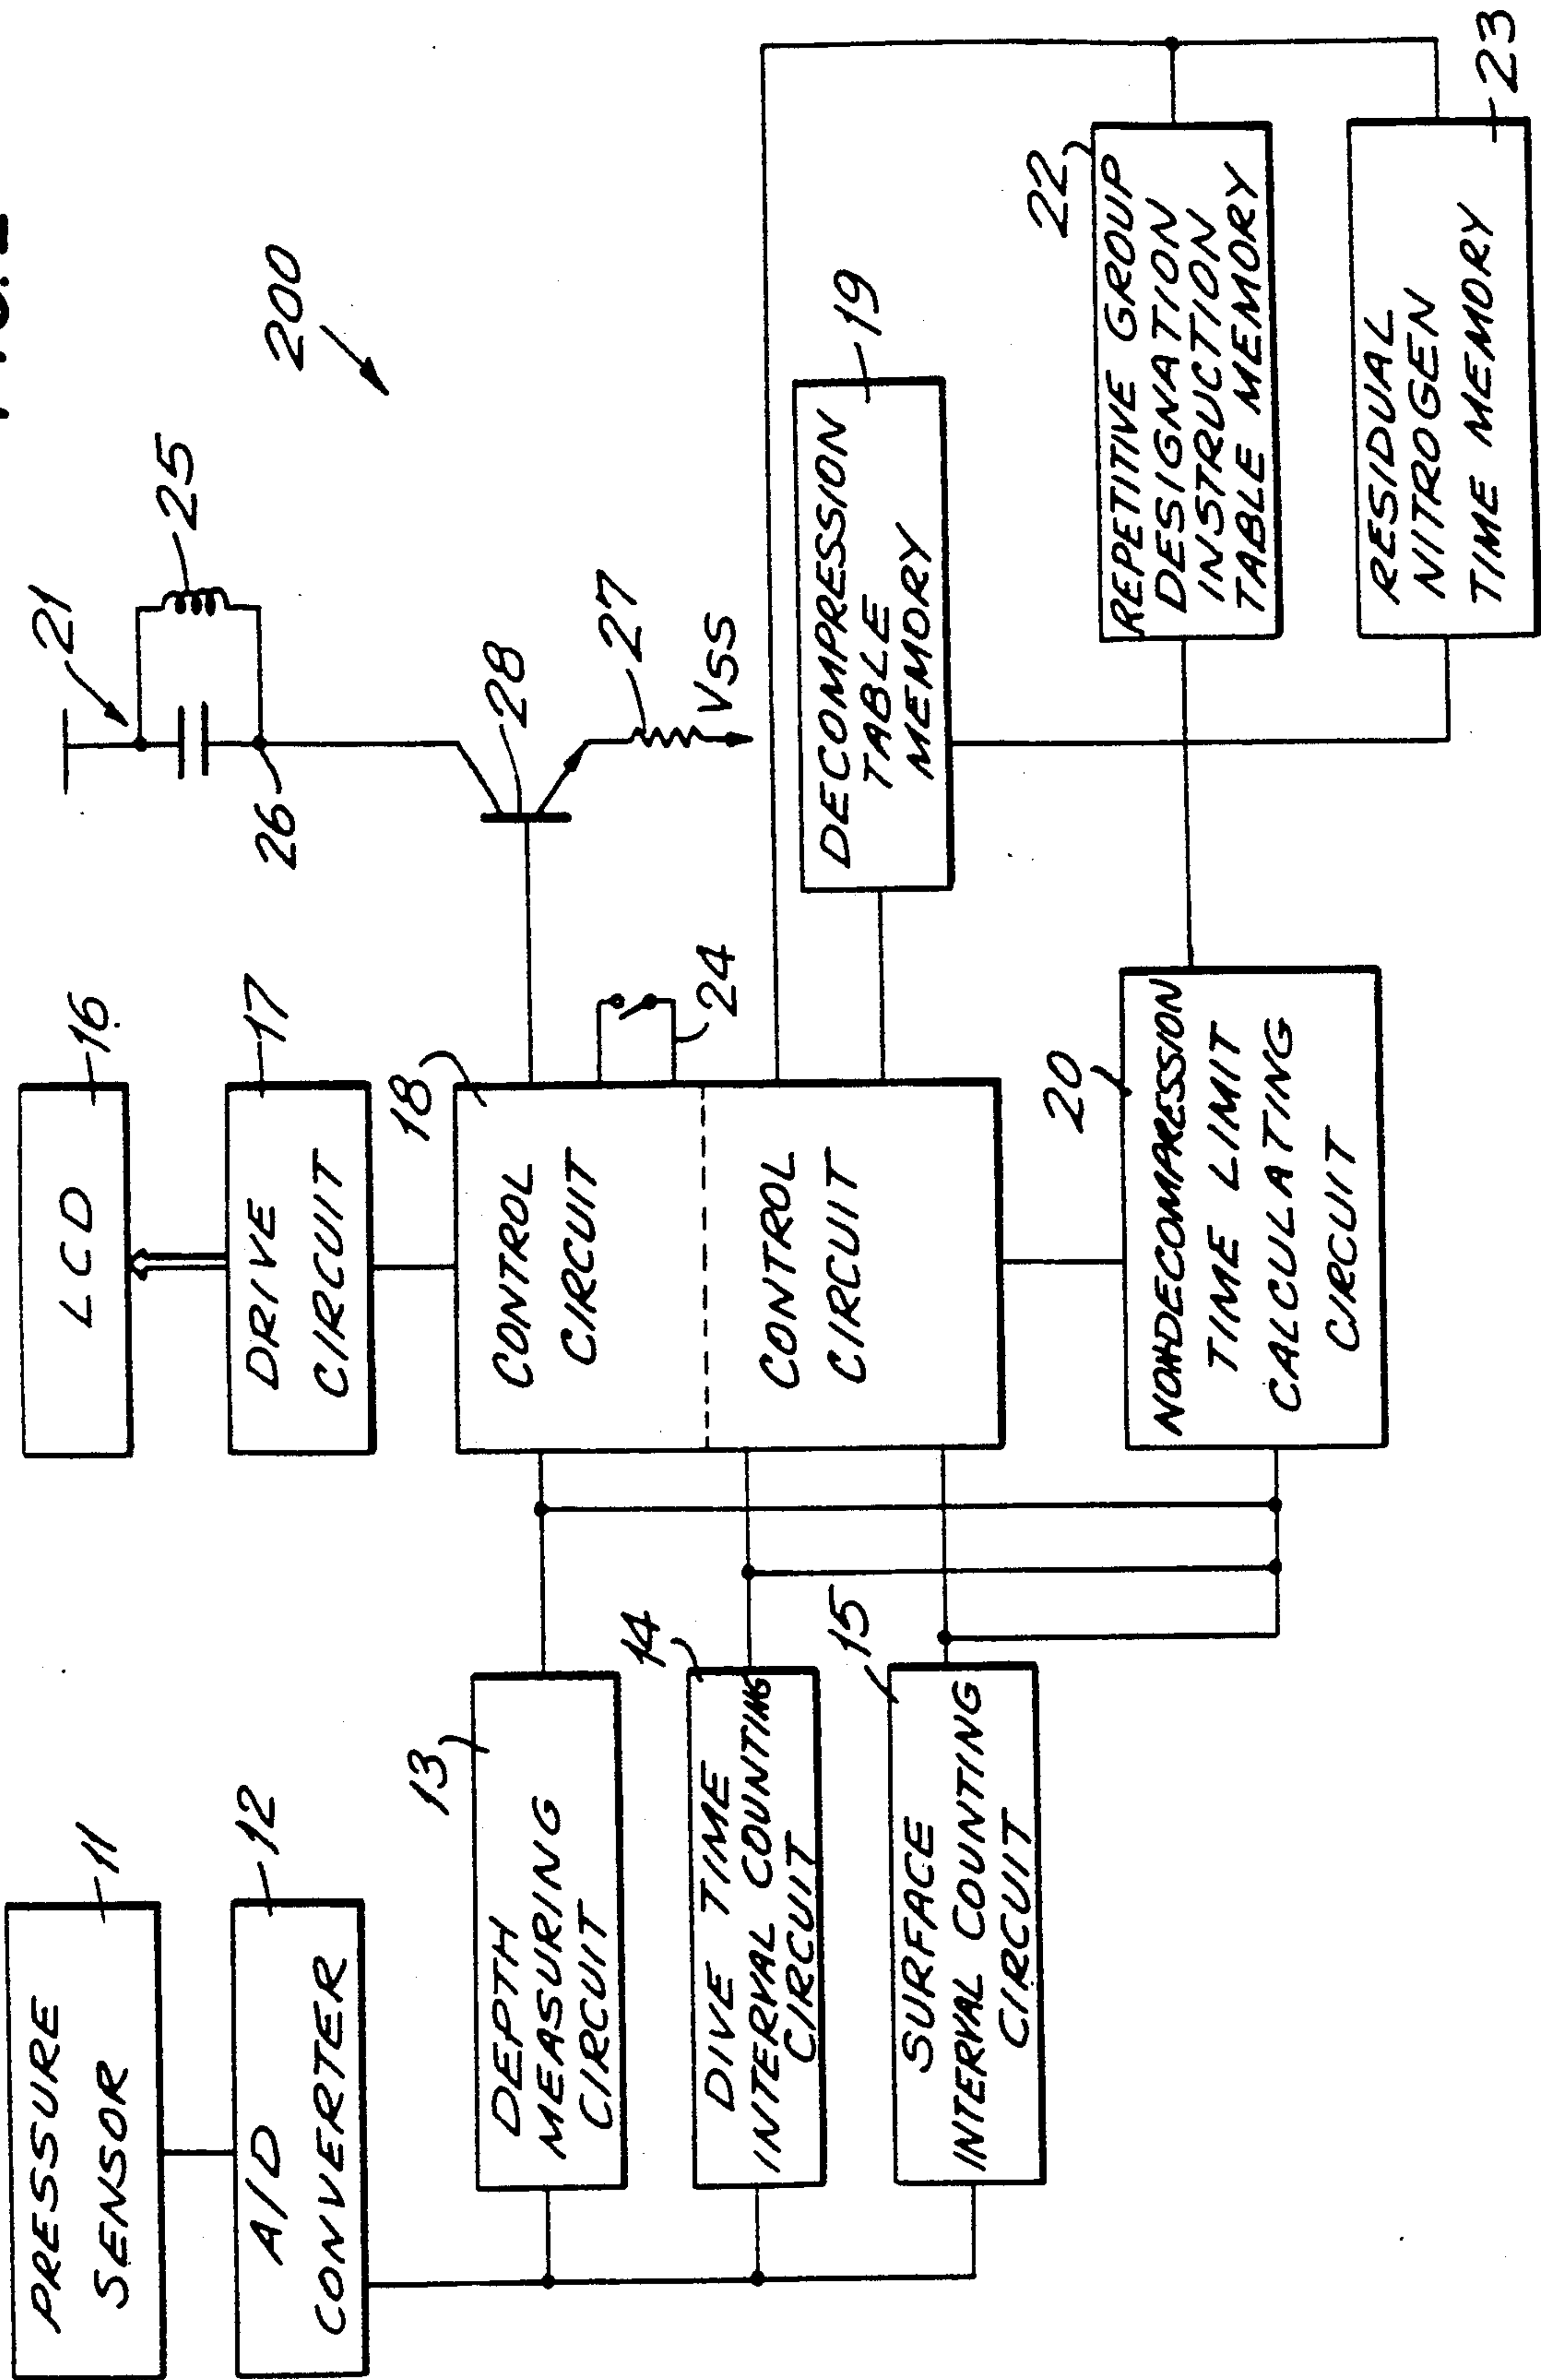 200
PRESSURE
SENSOR
11
A/D
CONVERTER
12
DEPTH
MEASURING
CIRCUIT
13
DIVE TIME
INTERVAL COUNTING
CIRCUIT
14
SURFACE
INTERVAL COUNTING
CIRCUIT
15
LCD
16
DRIVE
CIRCUIT
17
CONTROL
CIRCUIT
18
CONTROL
CIRCUIT
24
NONDECOMPRESSION
TIME LIMIT
CALCULATING
CIRCUIT
20
21
25
26
28
27
VSS
DECOMPRESSION
TABLE
MEMORY
19
REPETITIVE GROUP
DESIGNATION
INSTRUCTION
TABLE MEMORY
22
RESIDUAL
NITROGEN
TIME MEMORY
23